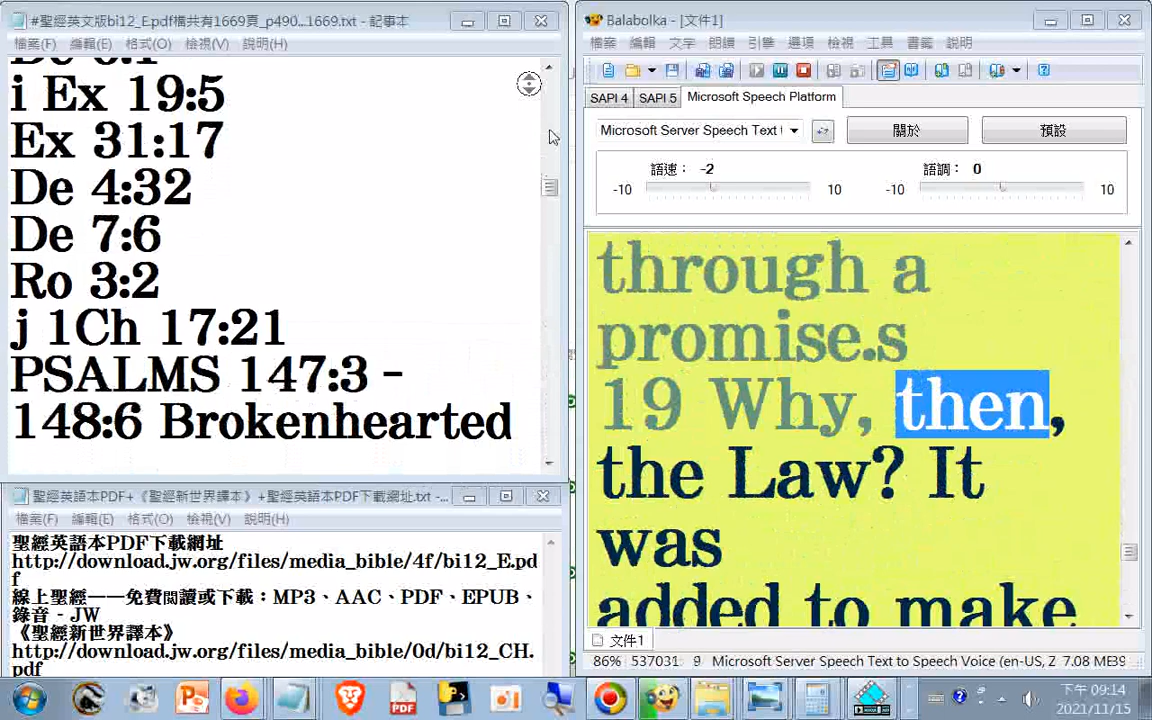 #聖經英文版bi12_E.pdf檔共有1669頁_p490...1669.txt - 記事本
檔案(F) 編輯(E) 格式(O) 檢視(V) 說明(H)
De 6:1
i Ex 19:5
Ex 31:17
De 4:32
De 7:6
Ro 3:2
j 1Ch 17:21
PSALMS 147:3 –
148:6 Brokenhearted
聖經英語本PDF+《聖經新世界譯本》+聖經英語本PDF下載網址.txt - ...
檔案(F) 編輯(E) 格式(O) 檢視(V) 說明(H)
聖經英語本PDF下載網址
http://download.jw.org/files/media_bible/4f/bi12_E.pd
f
線上聖經——免費閱讀或下載：MP3、AAC、PDF、EPUB、
錄音 - JW
《聖經新世界譯本》
http://download.jw.org/files/media_bible/0d/bi12_CH.
pdf
Balabolka - [文件1]
檔案 編輯 文字 朗讀 引擎 選項 檢視 工具 書籤 說明
SAPI 4 SAPI 5 Microsoft Speech Platform
Microsoft Server Speech Text t 關於 預設
語速： -2 語調： 0
-10 10 -10 10
through a
promise.s
19 Why, then,
the Law? It
was
added to make
文件1
86% 537031 9 Microsoft Server Speech Text to Speech Voice (en-US, Z 7.08 MB
下午 09:14
2021/11/15